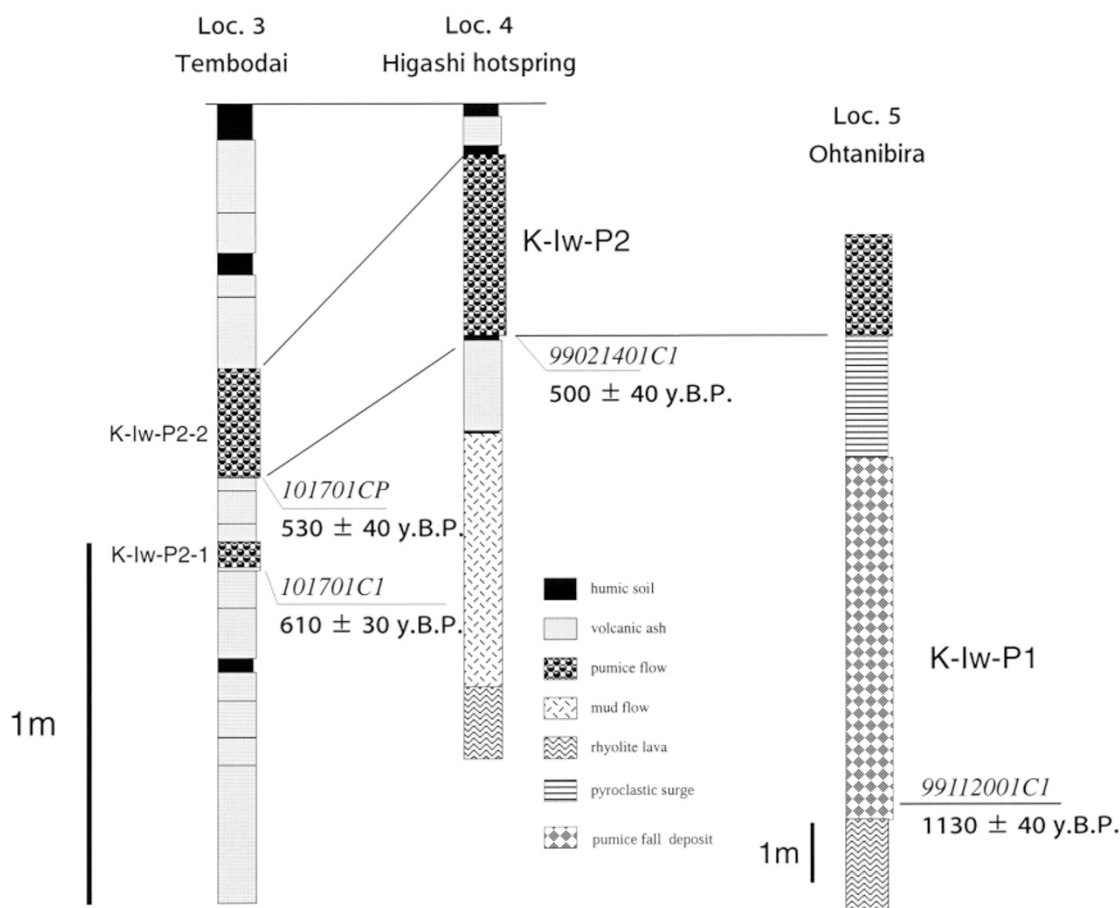 Loc. 3
Tembodai
Loc. 4
Higashi hotspring
Loc. 5
Ohtanibira
K-Iw-P2
99021401C1
500 ± 40 y.B.P.
K-Iw-P2-2
101701CP
530 ± 40 y.B.P.
K-Iw-P2-1
101701C1
610 ± 30 y.B.P.
1m
humic soil
volcanic ash
pumice flow
mud flow
rhyolite lava
pyroclastic surge
pumice fall deposit
K-Iw-P1
99112001C1
1130 ± 40 y.B.P.
1m